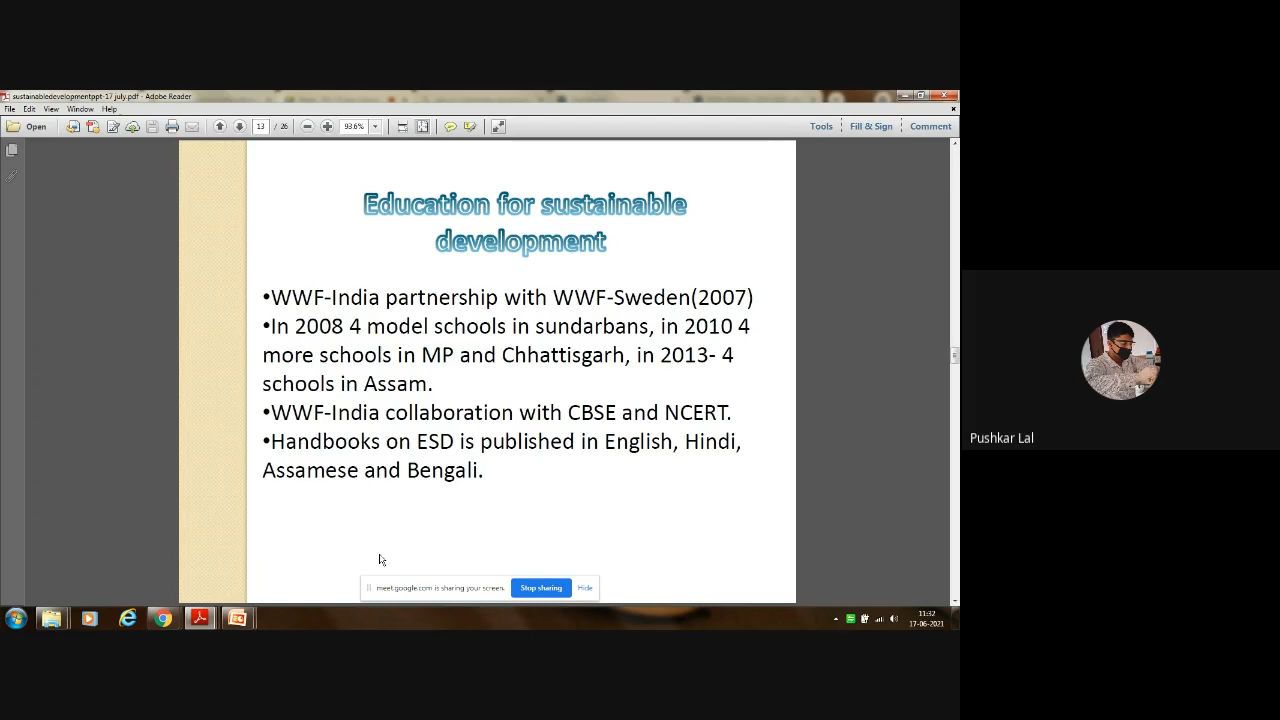 sustainabledevelopmentppt-17 july.pdf - Adobe Reader
File Edit View Window Help
Open 13 / 26 93.6% Tools Fill & Sign Comment
Education for sustainable
development
•WWF-India partnership with WWF-Sweden(2007)
•In 2008 4 model schools in sundarbans, in 2010 4
more schools in MP and Chhattisgarh, in 2013- 4
schools in Assam.
•WWF-India collaboration with CBSE and NCERT.
•Handbooks on ESD is published in English, Hindi,
Assamese and Bengali.
meet.google.com is sharing your screen. Stop sharing Hide
11:32
17-06-2021
Pushkar Lal